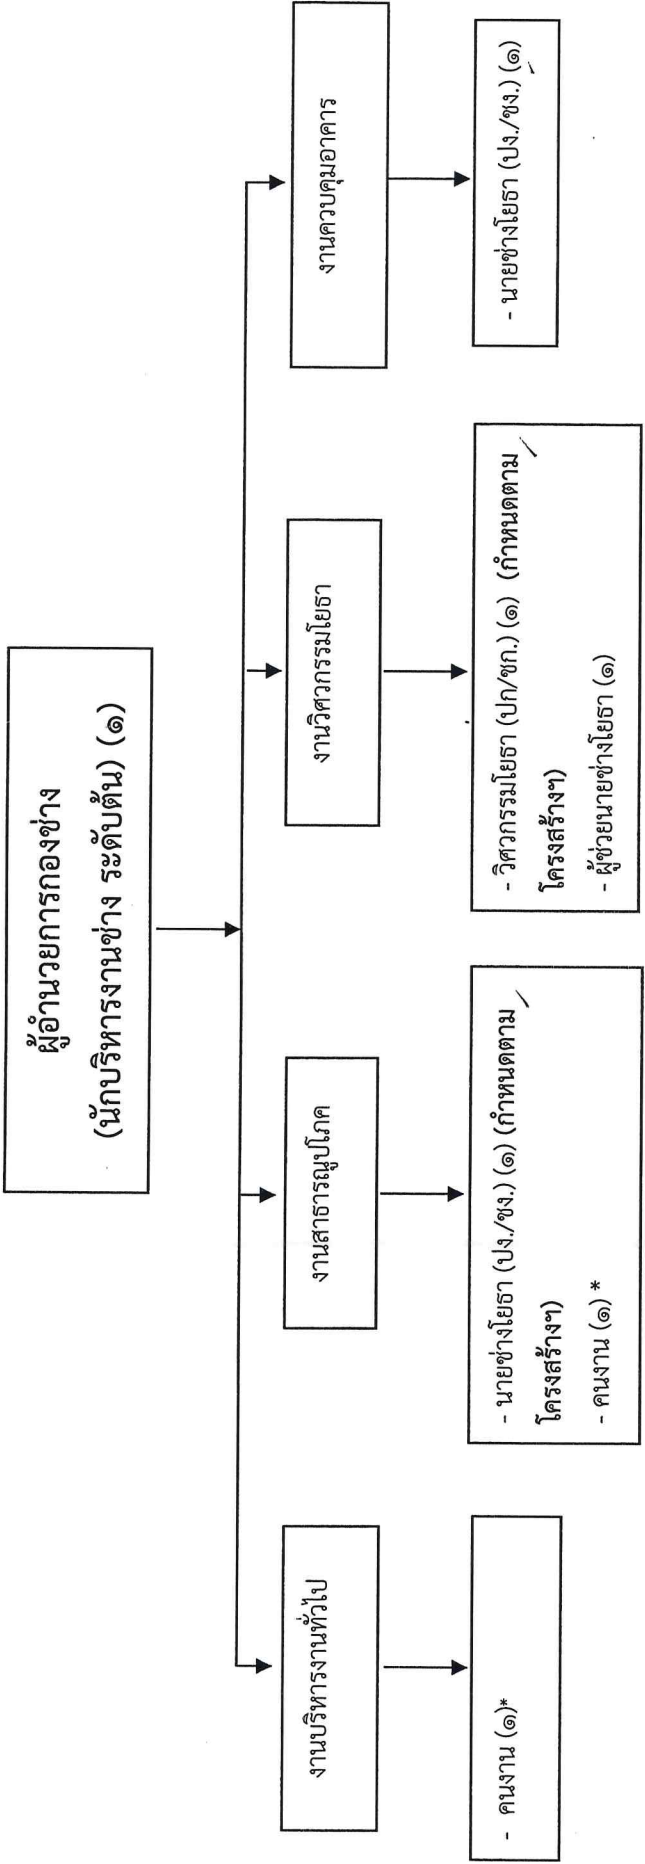 ผู้อำนวยการกองช่าง
(นักบริหารงานช่าง ระดับต้น) (๑)
งานบริหารงานทั่วไป
งานสาธารณูปโภค
งานวิศวกรรมโยธา
งานควบคุมอาคาร
- คนงาน (๑)*
- นายช่างโยธา (ปง./ชง.) (๑) (กำหนดตาม
โครงสร้างฯ)
- คนงาน (๑) *
- วิศวกรรมโยธา (ปก/ชก.) (๑) (กำหนดตาม
โครงสร้างฯ)
- ผู้ช่วยนายช่างโยธา (๑)
- นายช่างโยธา (ปง./ชง.) (๑)